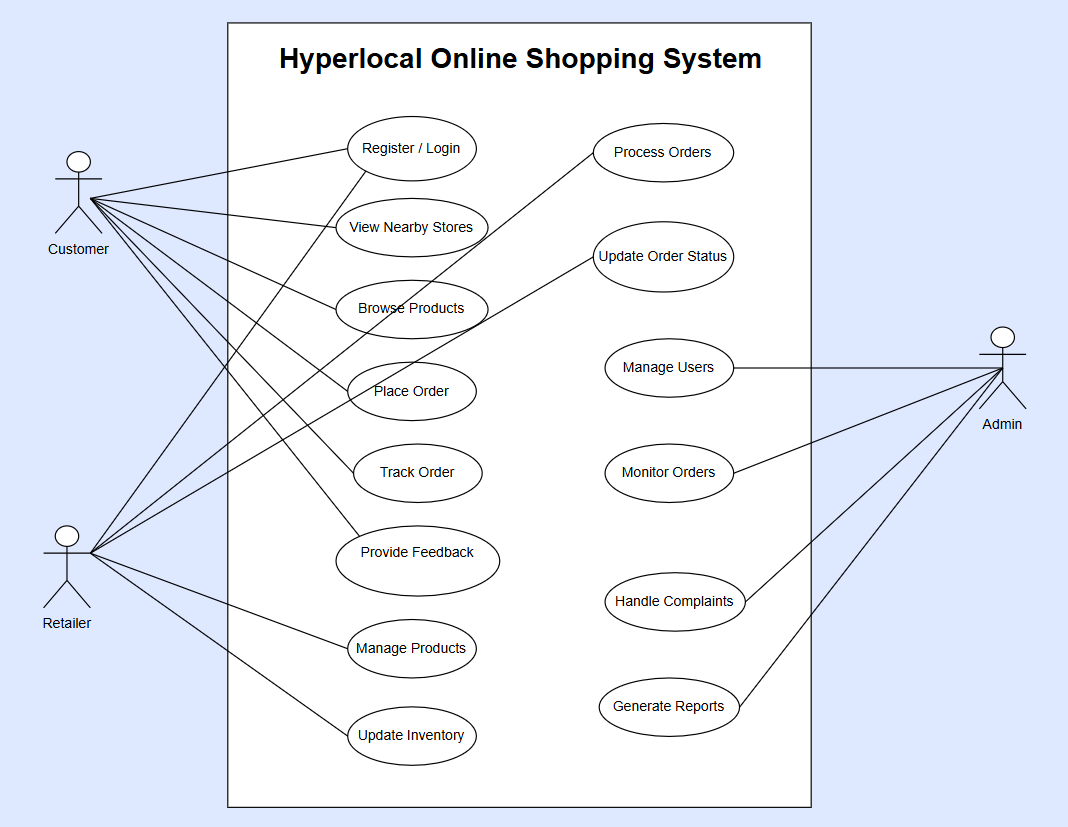 Hyperlocal Online Shopping System
Register / Login
Process Orders
View Nearby Stores
Customer
Update Order Status
Browse Products
Manage Users
Place Order
Admin
Track Order
Monitor Orders
Provide Feedback
Handle Complaints
Retailer
Manage Products
Generate Reports
Update Inventory